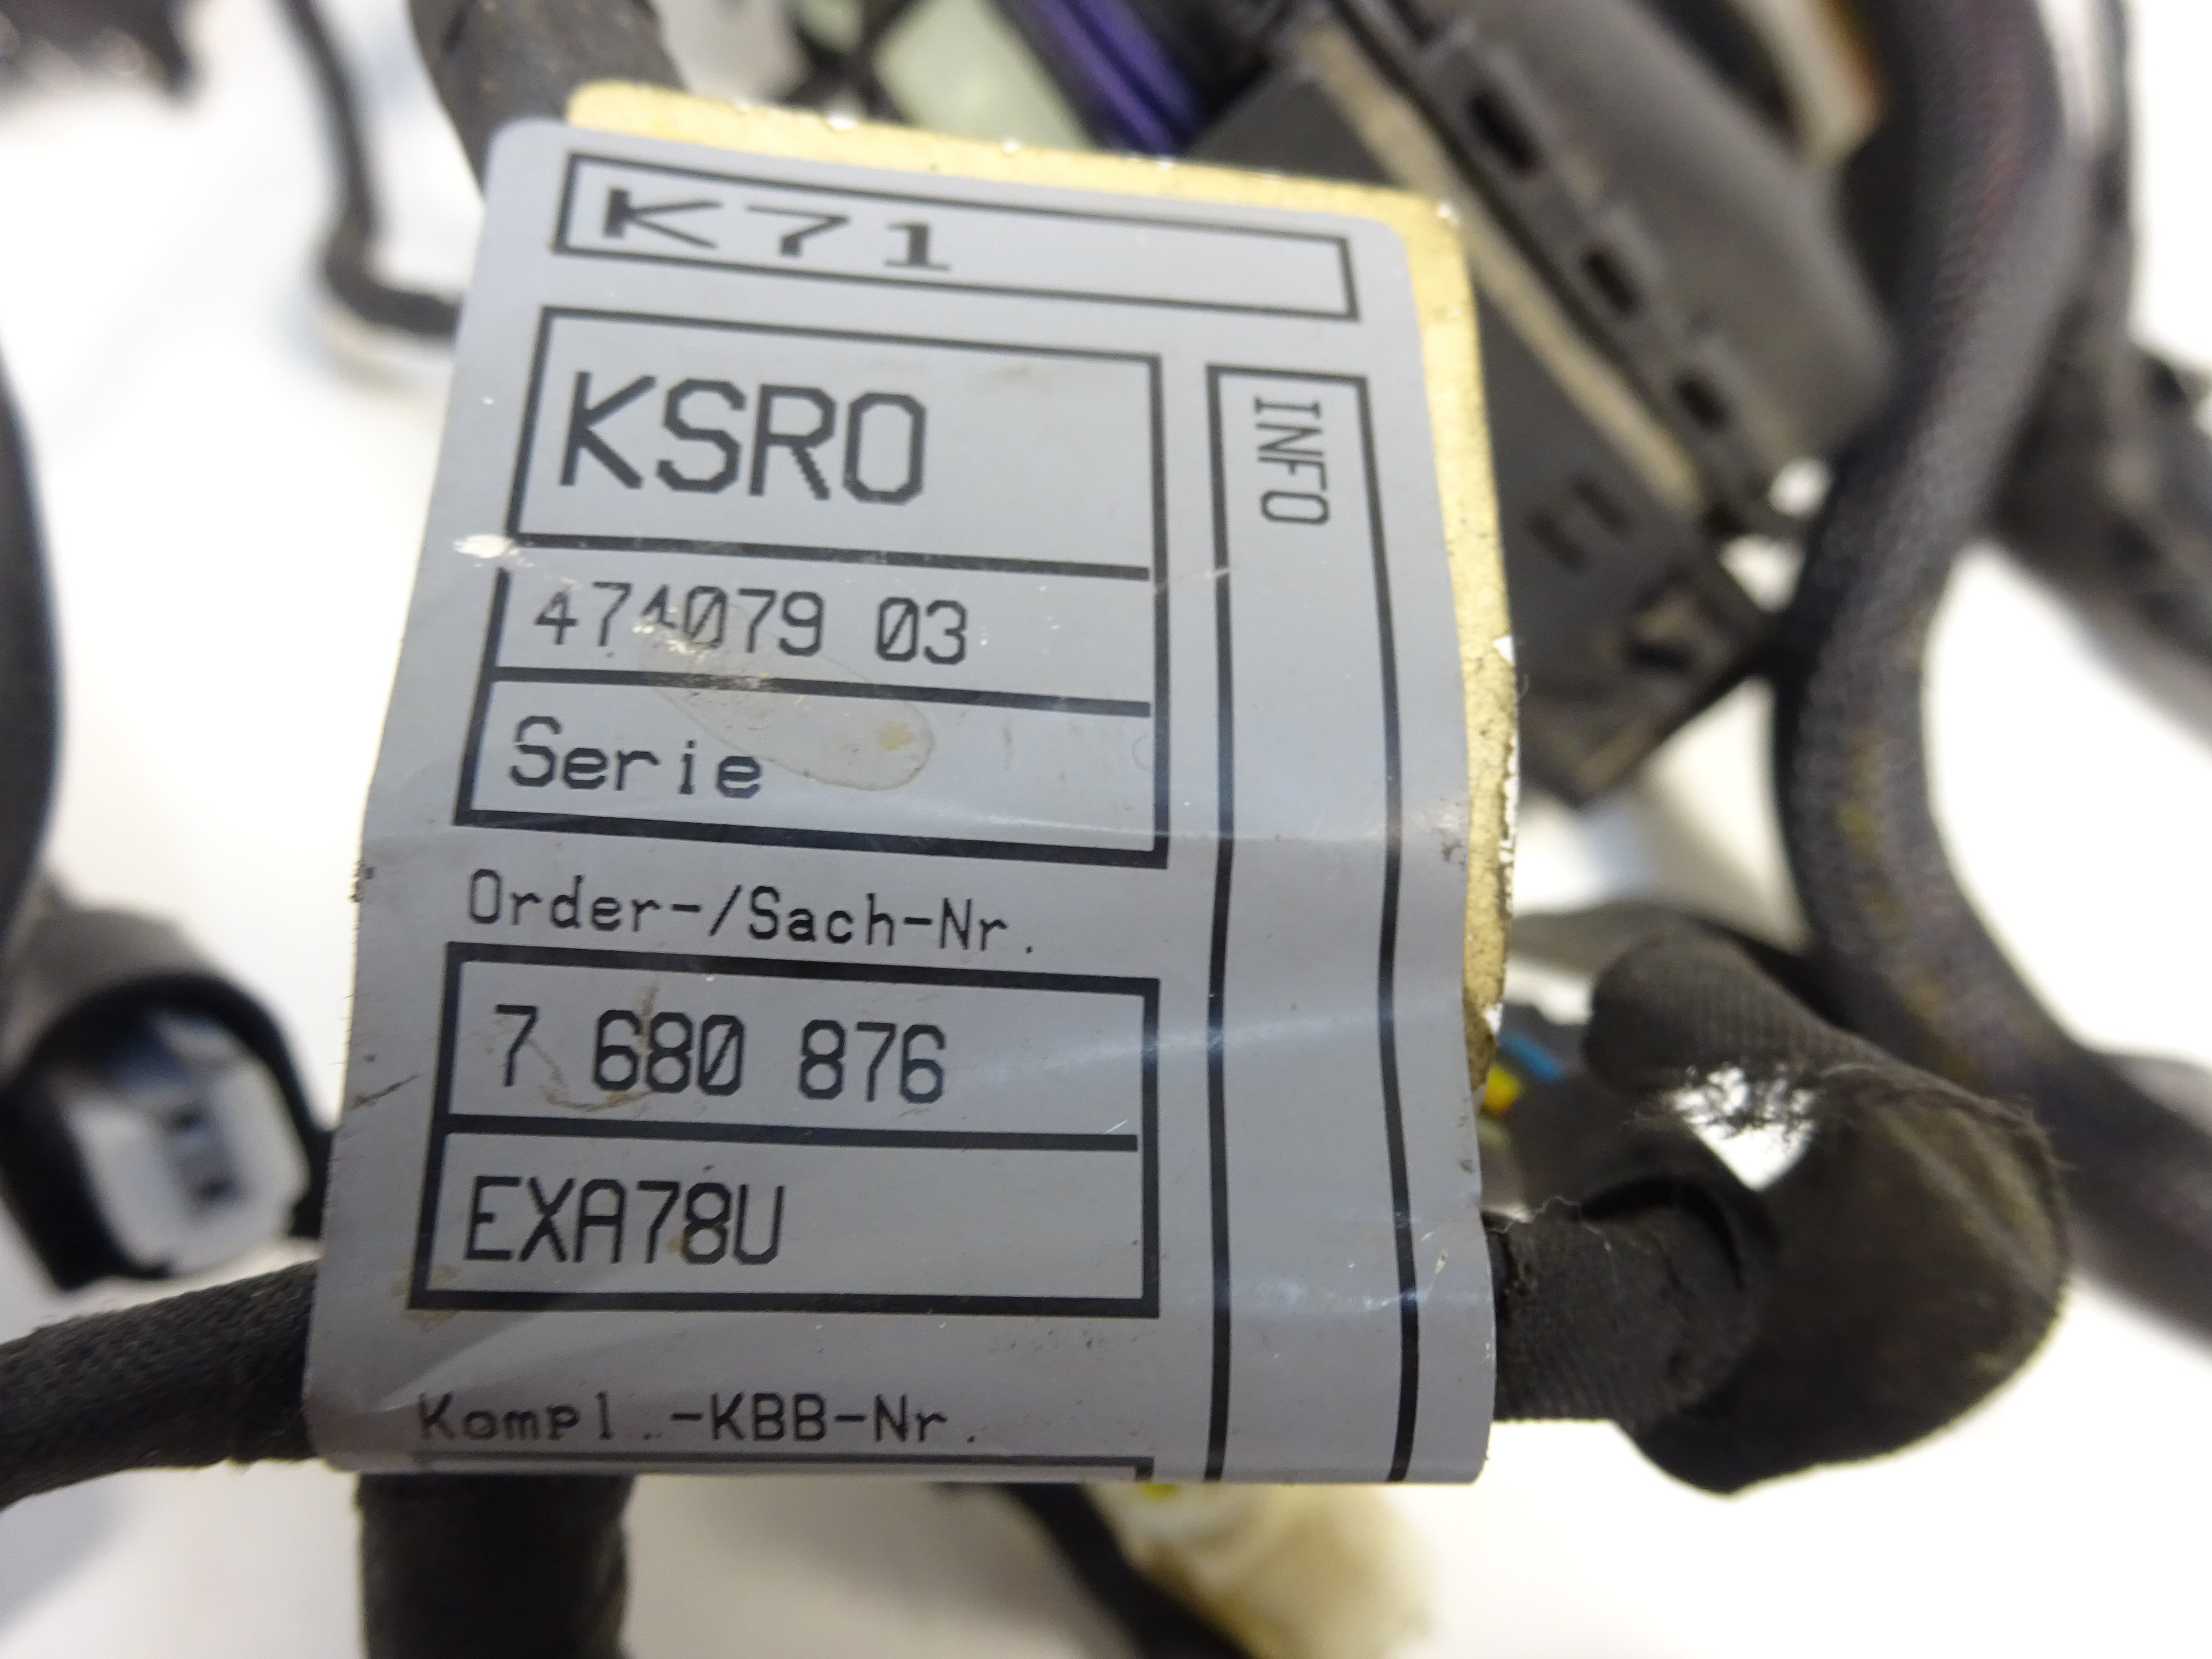 K71
KSRO
INFO
474079 03
Serie
Order-/Sach-Nr.
7 680 876
EXA78U
Kompl.-KBB-Nr.